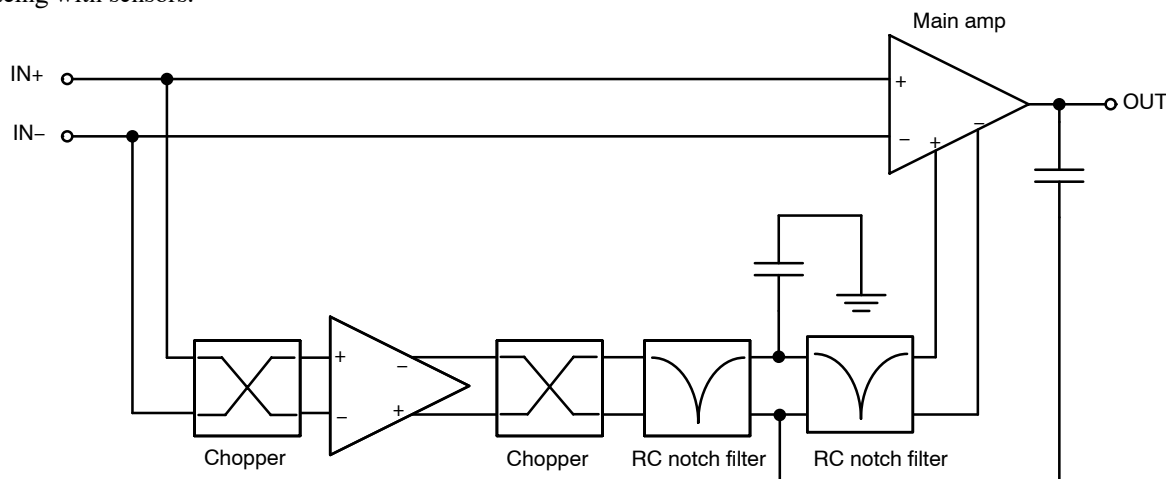 Main amp
IN+
+
OUT
IN−
−
+
−
+
−
−
+
Chopper
Chopper
RC notch filter
RC notch filter